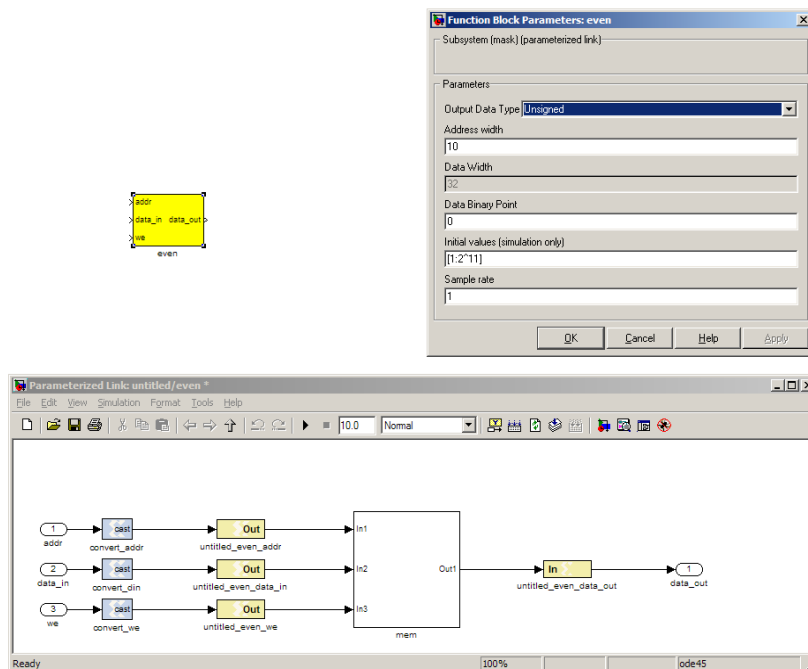 Function Block Parameters: even
Subsystem (mask) (parameterized link)
Parameters
Output Data Type Unsigned
Address width
10
Data Width
32
Data Binary Point
0
Initial values (simulation only)
[1:2^11]
Sample rate
1
OK Cancel Help Apply
addr
data_in data_out
we
even
Parameterized Link: untitled/even *
File Edit View Simulation Format Tools Help
10.0 Normal
1 cast Out In1
addr convert_addr untitled_even_addr
2 cast Out In2 Out1 In 1
data_in convert_din untitled_even_data_in untitled_even_data_out data_out
3 cast Out In3
we convert_we untitled_even_we mem
Ready 100% ode45